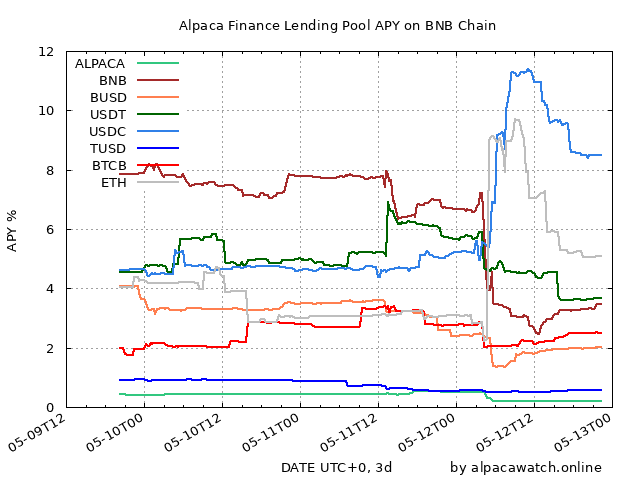 Alpaca Finance Lending Pool APY on BNB Chain
12
10
8
6
4
2
0
APY %
ALPACA
BNB
BUSD
USDT
USDC
TUSD
BTCB
ETH
05-09T12
05-10T00
05-10T12
05-11T00
05-11T12
05-12T00
05-12T12
05-13T00
DATE UTC+0, 3d
by alpacawatch.online